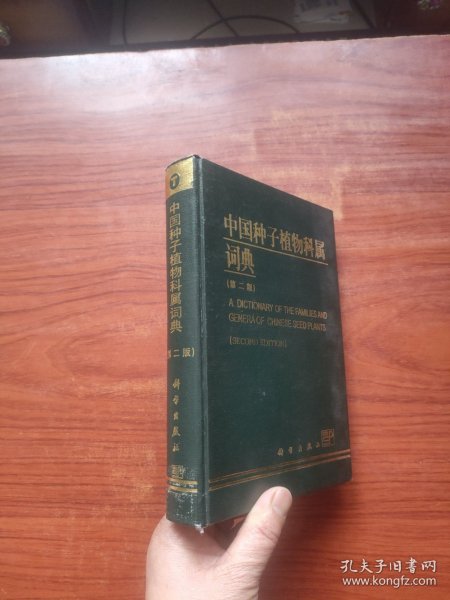 T
中国种子植物科属词典
(第二版)
科学出版社
中国种子植物科属
词典
(第二版)
A DICTIONARY OF THE FAMILIES AND
GENERA OF CHINESE SEED PLANTS
(SECOND EDITION)
科学出版社
孔夫子旧书网
www.kongfz.com